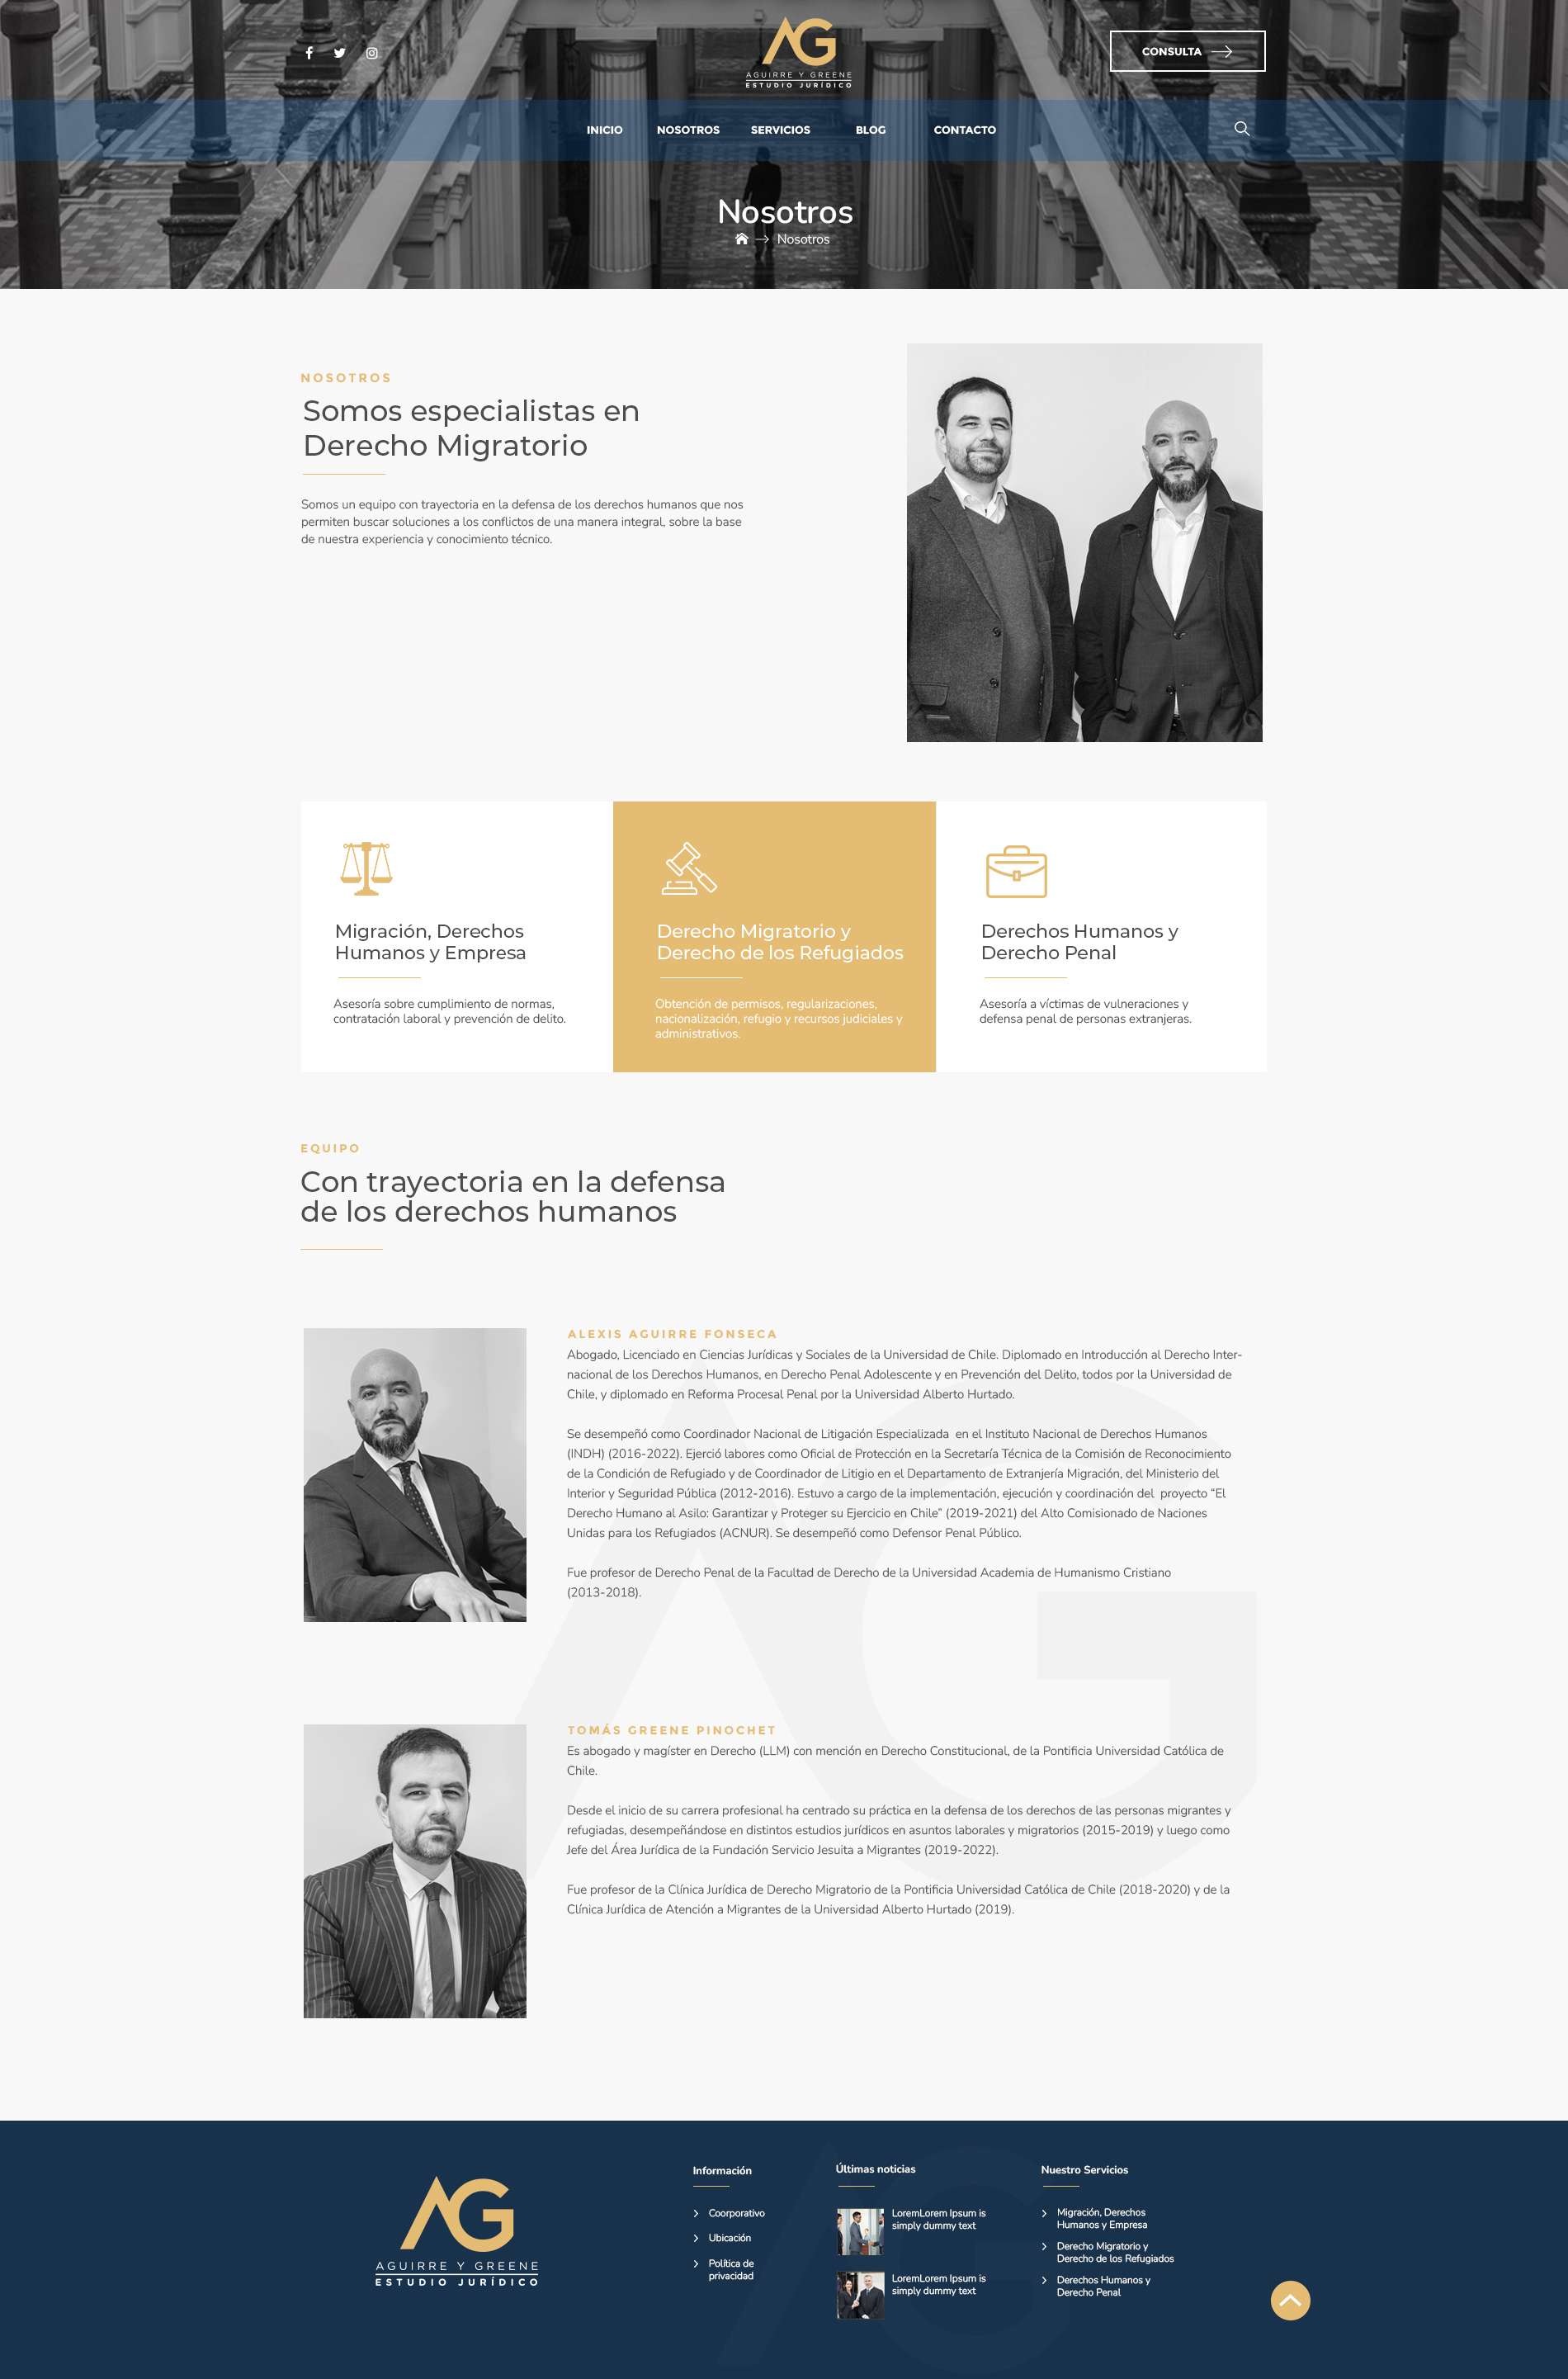 AG
AGUIRRE Y GREENE
ESTUDIO JURÍDICO
CONSULTA
INICIO
NOSOTROS
SERVICIOS
BLOG
CONTACTO
Nosotros
Nosotros
NOSOTROS
Somos especialistas en
Derecho Migratorio
Somos un equipo con trayectoria en la defensa de los derechos humanos que nos
permiten buscar soluciones a los conflictos de una manera integral, sobre la base
de nuestra experiencia y conocimiento técnico.
Migración, Derechos
Humanos y Empresa
Asesoría sobre cumplimiento de normas,
contratación laboral y prevención de delito.
Derecho Migratorio y
Derecho de los Refugiados
Obtención de permisos, regularizaciones,
nacionalización, refugio y recursos judiciales y
administrativos.
Derechos Humanos y
Derecho Penal
Asesoría a víctimas de vulneraciones y
defensa penal de personas extranjeras.
EQUIPO
Con trayectoria en la defensa
de los derechos humanos
ALEXIS AGUIRRE FONSECA
Abogado, Licenciado en Ciencias Jurídicas y Sociales de la Universidad de Chile. Diplomado en Introducción al Derecho Inter-
nacional de los Derechos Humanos, en Derecho Penal Adolescente y en Prevención del Delito, todos por la Universidad de
Chile, y diplomado en Reforma Procesal Penal por la Universidad Alberto Hurtado.
Se desempeñó como Coordinador Nacional de Litigación Especializada  en el Instituto Nacional de Derechos Humanos
(INDH) (2016-2022). Ejerció labores como Oficial de Protección en la Secretaría Técnica de la Comisión de Reconocimiento
de la Condición de Refugiado y de Coordinador de Litigio en el Departamento de Extranjería Migración, del Ministerio del
Interior y Seguridad Pública (2012-2016). Estuvo a cargo de la implementación, ejecución y coordinación del  proyecto “El
Derecho Humano al Asilo: Garantizar y Proteger su Ejercicio en Chile” (2019-2021) del Alto Comisionado de Naciones
Unidas para los Refugiados (ACNUR). Se desempeñó como Defensor Penal Público.
Fue profesor de Derecho Penal de la Facultad de Derecho de la Universidad Academia de Humanismo Cristiano
(2013-2018).
TOMÁS GREENE PINOCHET
Es abogado y magíster en Derecho (LLM) con mención en Derecho Constitucional, de la Pontificia Universidad Católica de
Chile.
Desde el inicio de su carrera profesional ha centrado su práctica en la defensa de los derechos de las personas migrantes y
refugiadas, desempeñándose en distintos estudios jurídicos en asuntos laborales y migratorios (2015-2019) y luego como
Jefe del Área Jurídica de la Fundación Servicio Jesuita a Migrantes (2019-2022).
Fue profesor de la Clínica Jurídica de Derecho Migratorio de la Pontificia Universidad Católica de Chile (2018-2020) y de la
Clínica Jurídica de Atención a Migrantes de la Universidad Alberto Hurtado (2019).
AG
AG
AGUIRRE Y GREENE
ESTUDIO JURÍDICO
Información
Coorporativo
Ubicación
Política de
privacidad
Últimas noticias
LoremLorem Ipsum is
simply dummy text
LoremLorem Ipsum is
simply dummy text
Nuestro Servicios
Migración, Derechos
Humanos y Empresa
Derecho Migratorio y
Derecho de los Refugiados
Derechos Humanos y
Derecho Penal
AG